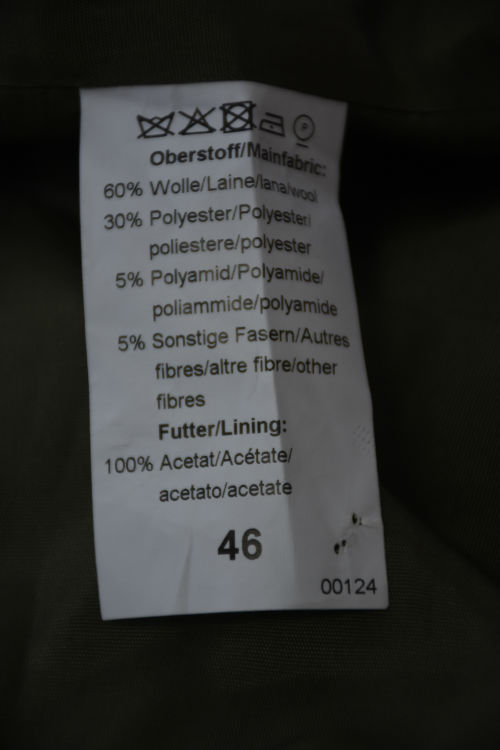 Oberstoff/Mainfabric:
60% Wolle/Laine/lana/wool
30% Polyester/Polyester/
poliestere/polyester
5% Polyamid/Polyamide/
poliammide/polyamide
5% Sonstige Fasern/Autres
fibres/altre fibre/other
fibres
Futter/Lining:
100% Acetat/Acétate/
acetato/acetate
46
00124